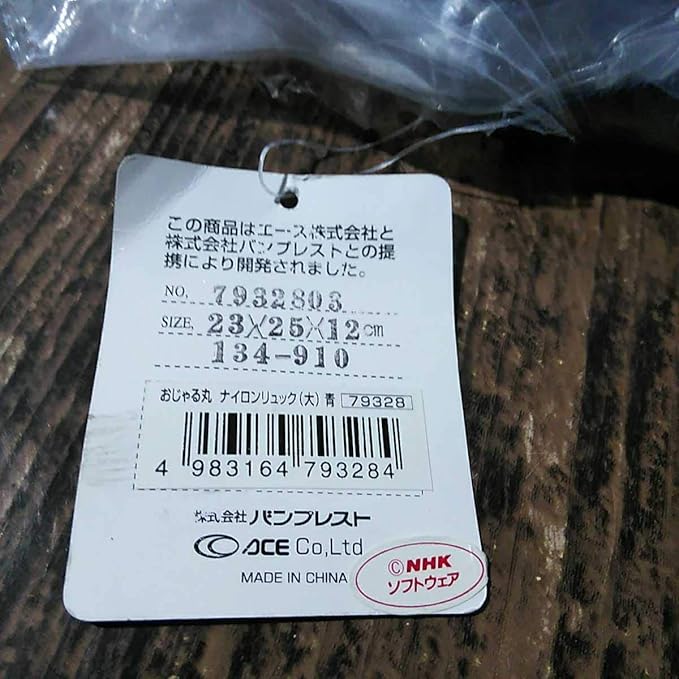 この商品はエース株式会社と
株式会社バンプレストとの提
携により開発されました。
NO. 7932803
SIZE, 23×25×12cm
134-910
おじゃる丸 ナイロンリュック(大) 青 79328
4 983164 793284
株式会社 バンプレスト
ACE Co,Ltd
MADE IN CHINA
©NHK
ソフトウェア